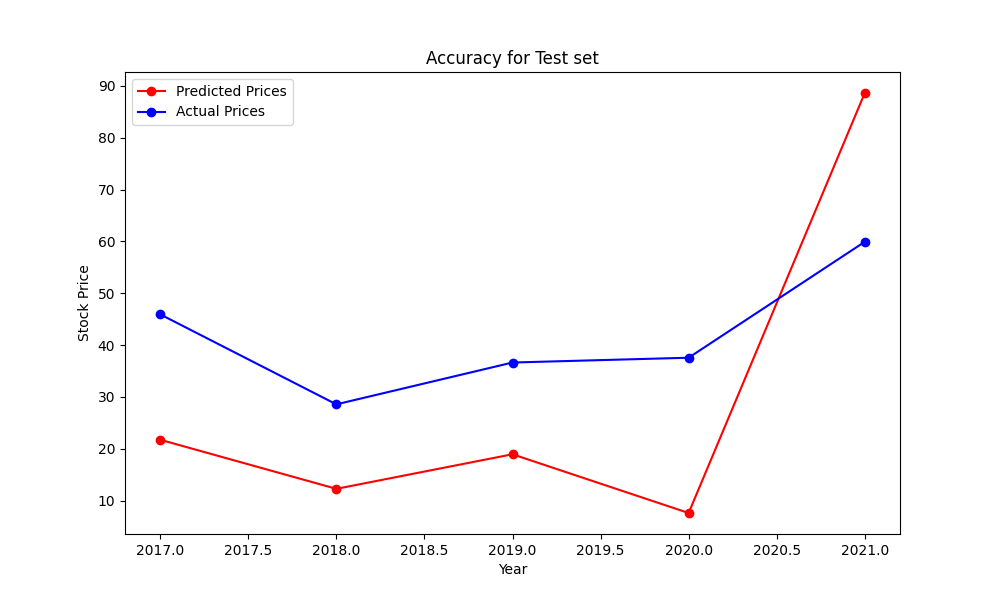 Accuracy for Test set
Predicted Prices
Actual Prices
90
80
70
60
50
40
30
20
10
Stock Price
2017.0 2017.5 2018.0 2018.5 2019.0 2019.5 2020.0 2020.5 2021.0
Year